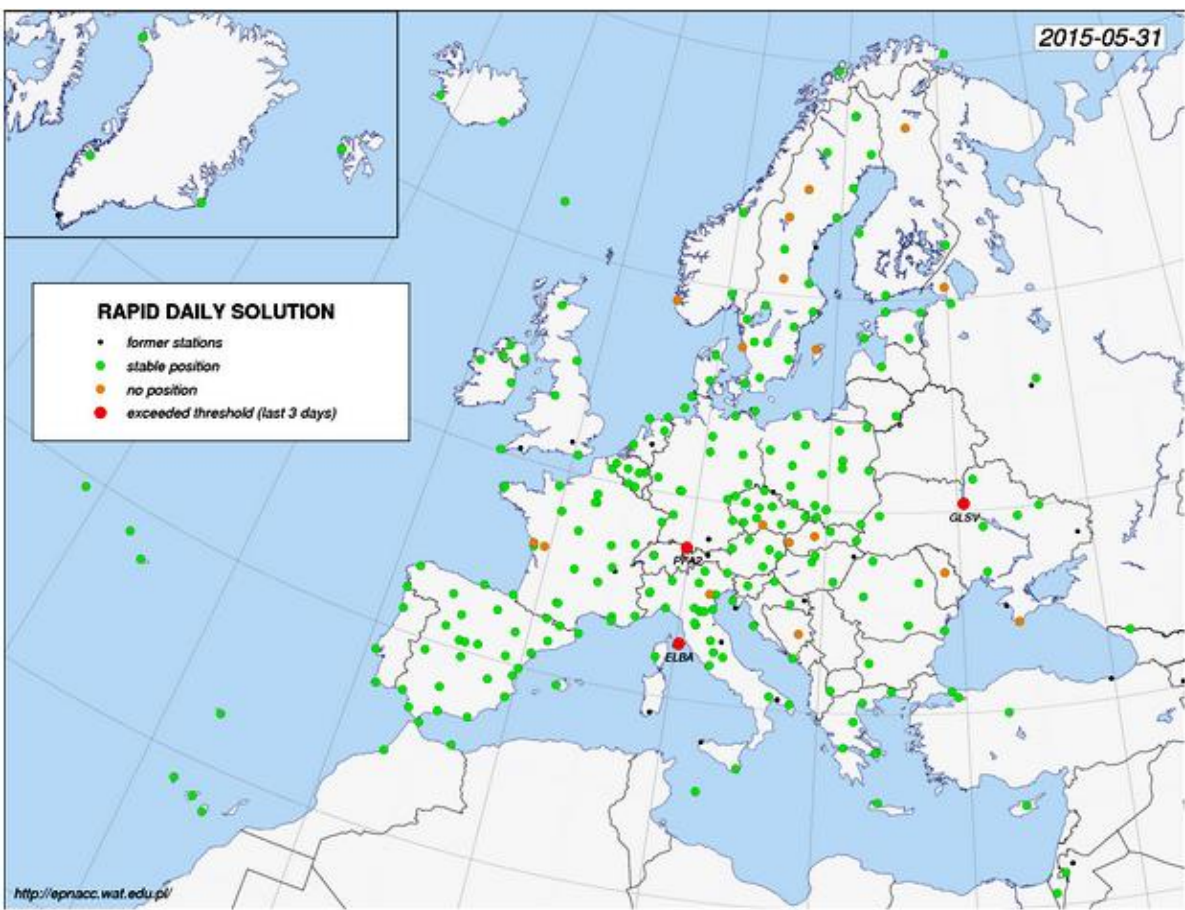 2015-05-31
RAPID DAILY SOLUTION
former stations
stable position
no position
exceeded threshold (last 3 days)
GLSV
PFA2
ELBA
http://epnacc.wat.edu.pl/